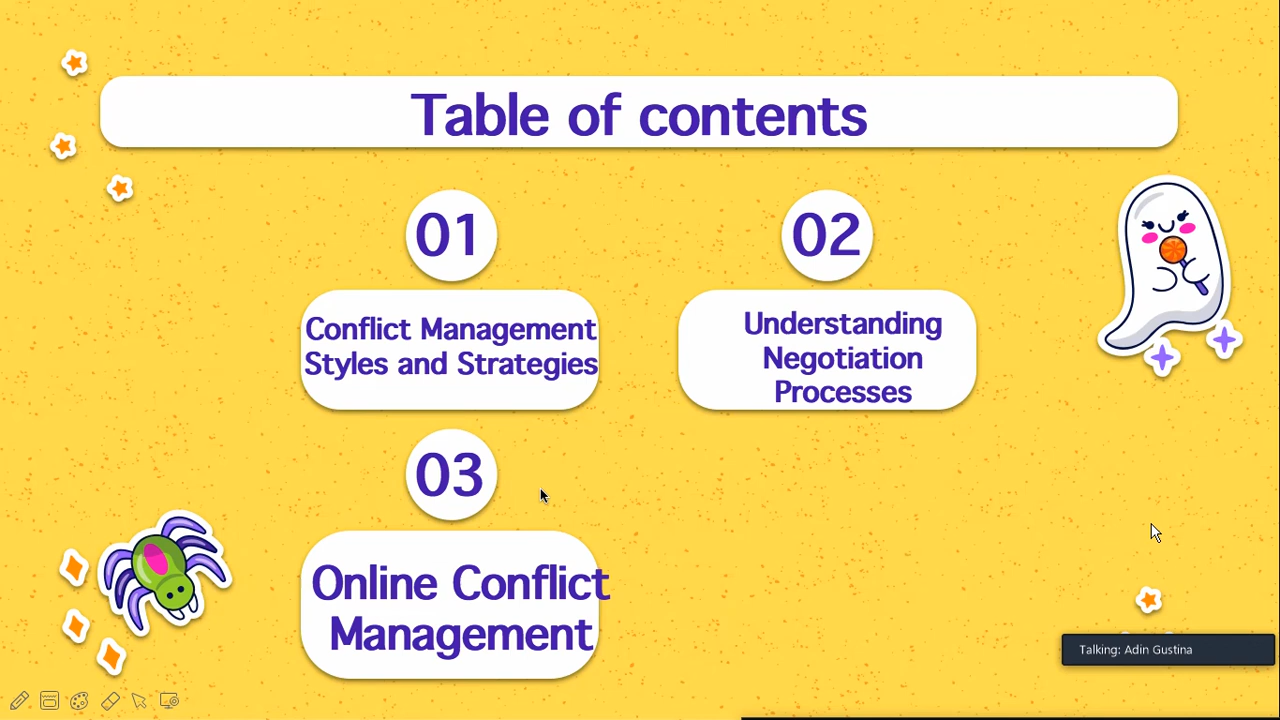 Table of contents
01
02
Conflict Management
Styles and Strategies
Understanding
Negotiation
Processes
03
Online Conflict
Management
Talking: Adin Gustina